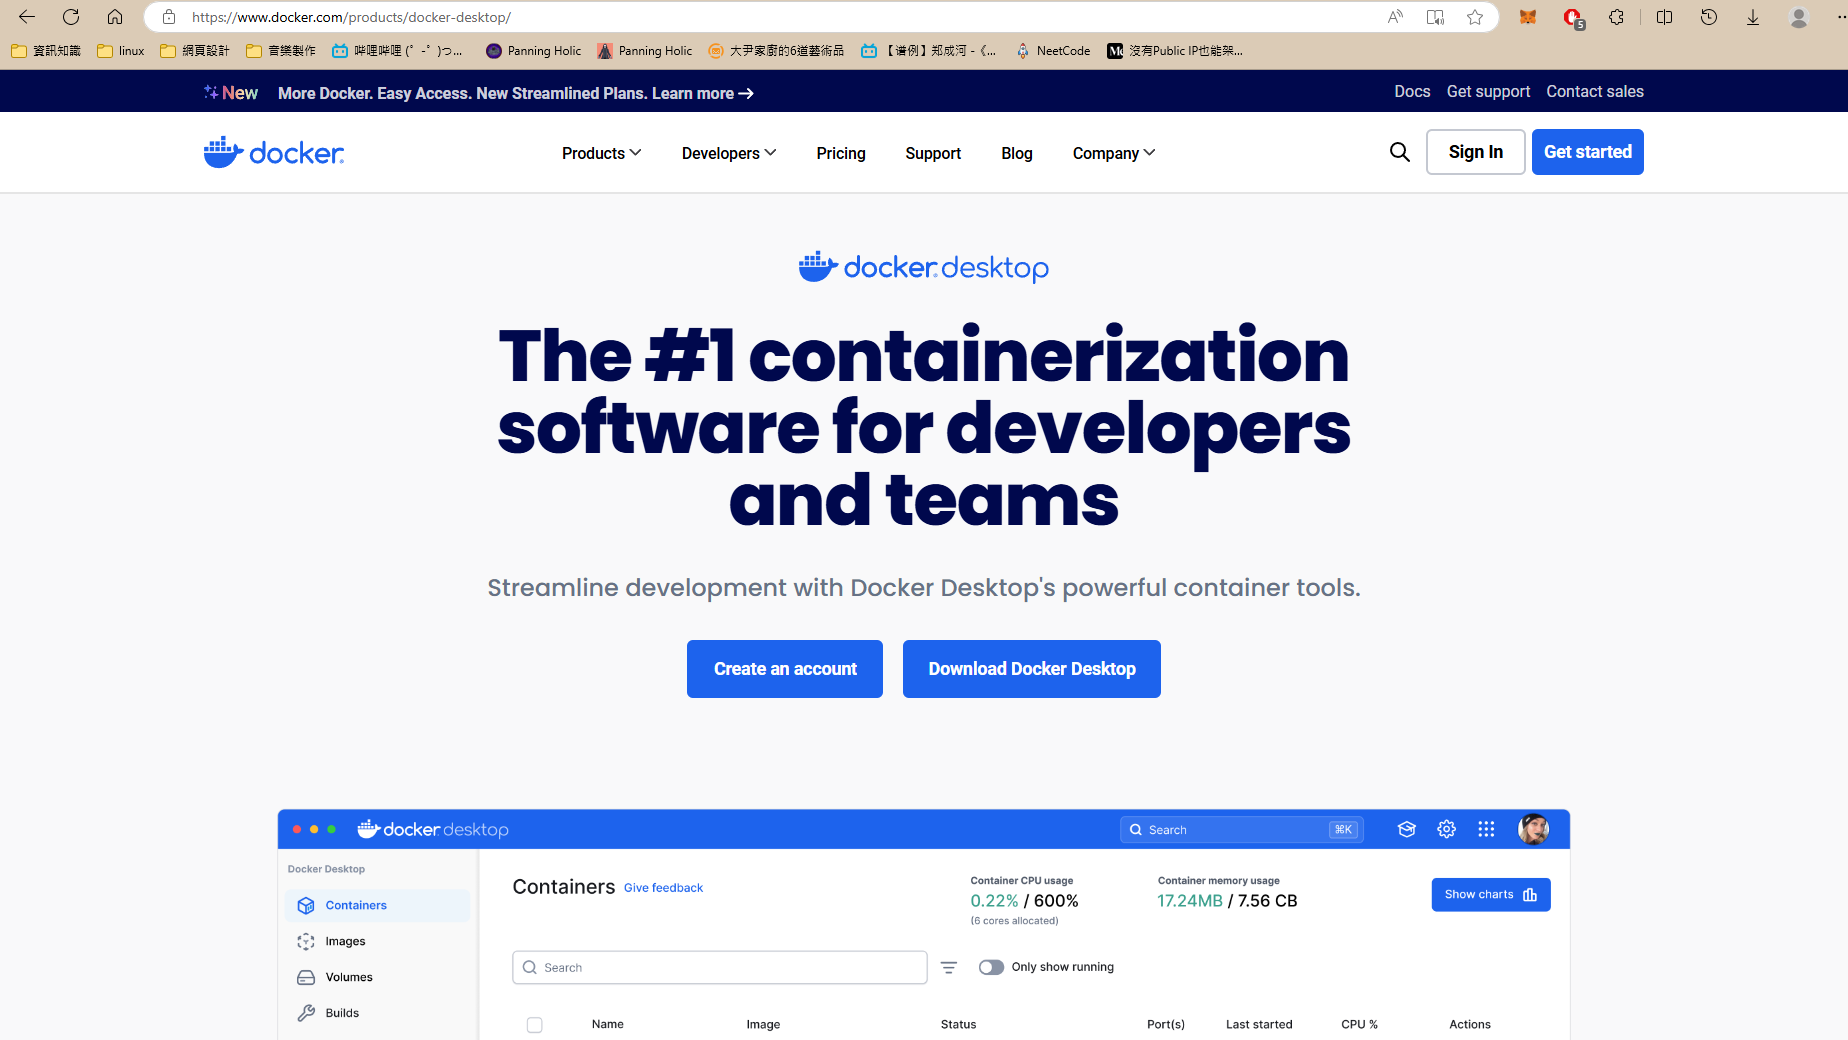 https://www.docker.com/products/docker-desktop/
5
資訊知識 linux 網頁設計 音樂製作 哔哩哔哩 (゜-゜)つ... Panning Holic Panning Holic 大尹家廚的6道藝術品 【谱例】郑成河 -《... NeetCode 沒有Public IP也能架...
New More Docker. Easy Access. New Streamlined Plans. Learn more → Docs Get support Contact sales
docker Products Developers Pricing Support Blog Company Sign In Get started
docker desktop
The #1 containerization
software for developers
and teams
Streamline development with Docker Desktop's powerful container tools.
Create an account Download Docker Desktop
docker desktop Search ⌘K
Docker Desktop
Containers
Images
Volumes
Builds
Containers Give feedback
Container CPU usage
0.22% / 600%
(6 cores allocated)
Container memory usage
17.24MB / 7.56 CB
Show charts
Search Only show running
Name Image Status Port(s) Last started CPU % Actions